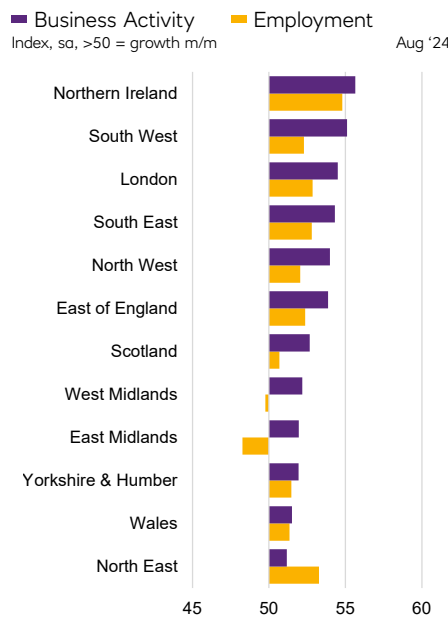 Business Activity Employment
Index, sa, >50 = growth m/m Aug ‘24
Northern Ireland
South West
London
South East
North West
East of England
Scotland
West Midlands
East Midlands
Yorkshire & Humber
Wales
North East
45 50 55 60